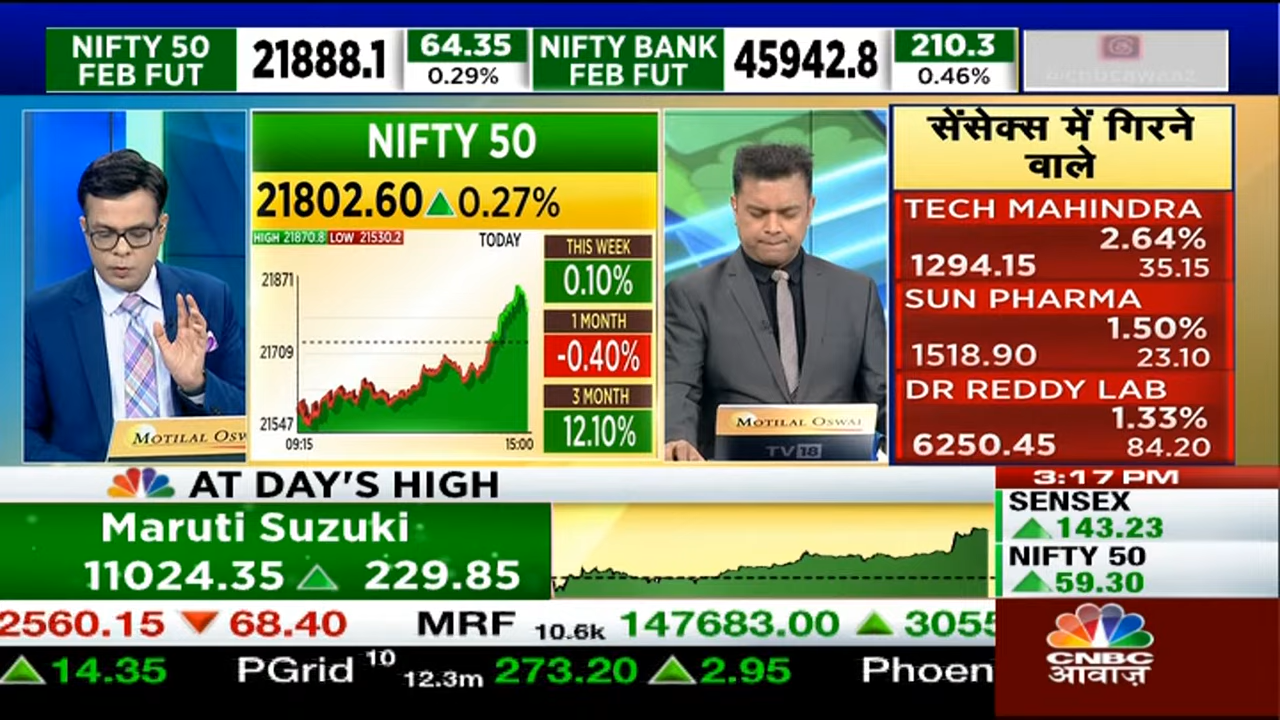 NIFTY 50
FEB FUT
21888.1
64.35
0.29%
NIFTY BANK
FEB FUT
45942.8
210.3
0.46%
NIFTY 50
21802.60 ▲ 0.27%
HIGH 21870.8 LOW 21530.2
TODAY
21871
21709
21547
09:15
15:00
THIS WEEK
0.10%
1 MONTH
-0.40%
3 MONTH
12.10%
MOTILAL OSW
MOTILAL OSWAL
TV18
सेंसेक्स में गिरने
वाले
TECH MAHINDRA
2.64%
1294.15 35.15
SUN PHARMA
1.50%
1518.90 23.10
DR REDDY LAB
1.33%
6250.45 84.20
AT DAY'S HIGH
Maruti Suzuki
11024.35 ▲ 229.85
3:17 PM
SENSEX
▲143.23
NIFTY 50
▲59.30
2560.15 ▼ 68.40 MRF 10.6k 147683.00 ▲ 3055
▲14.35 PGrid 10 12.3m 273.20 ▲2.95 Phoen
CNBC
आवाज़